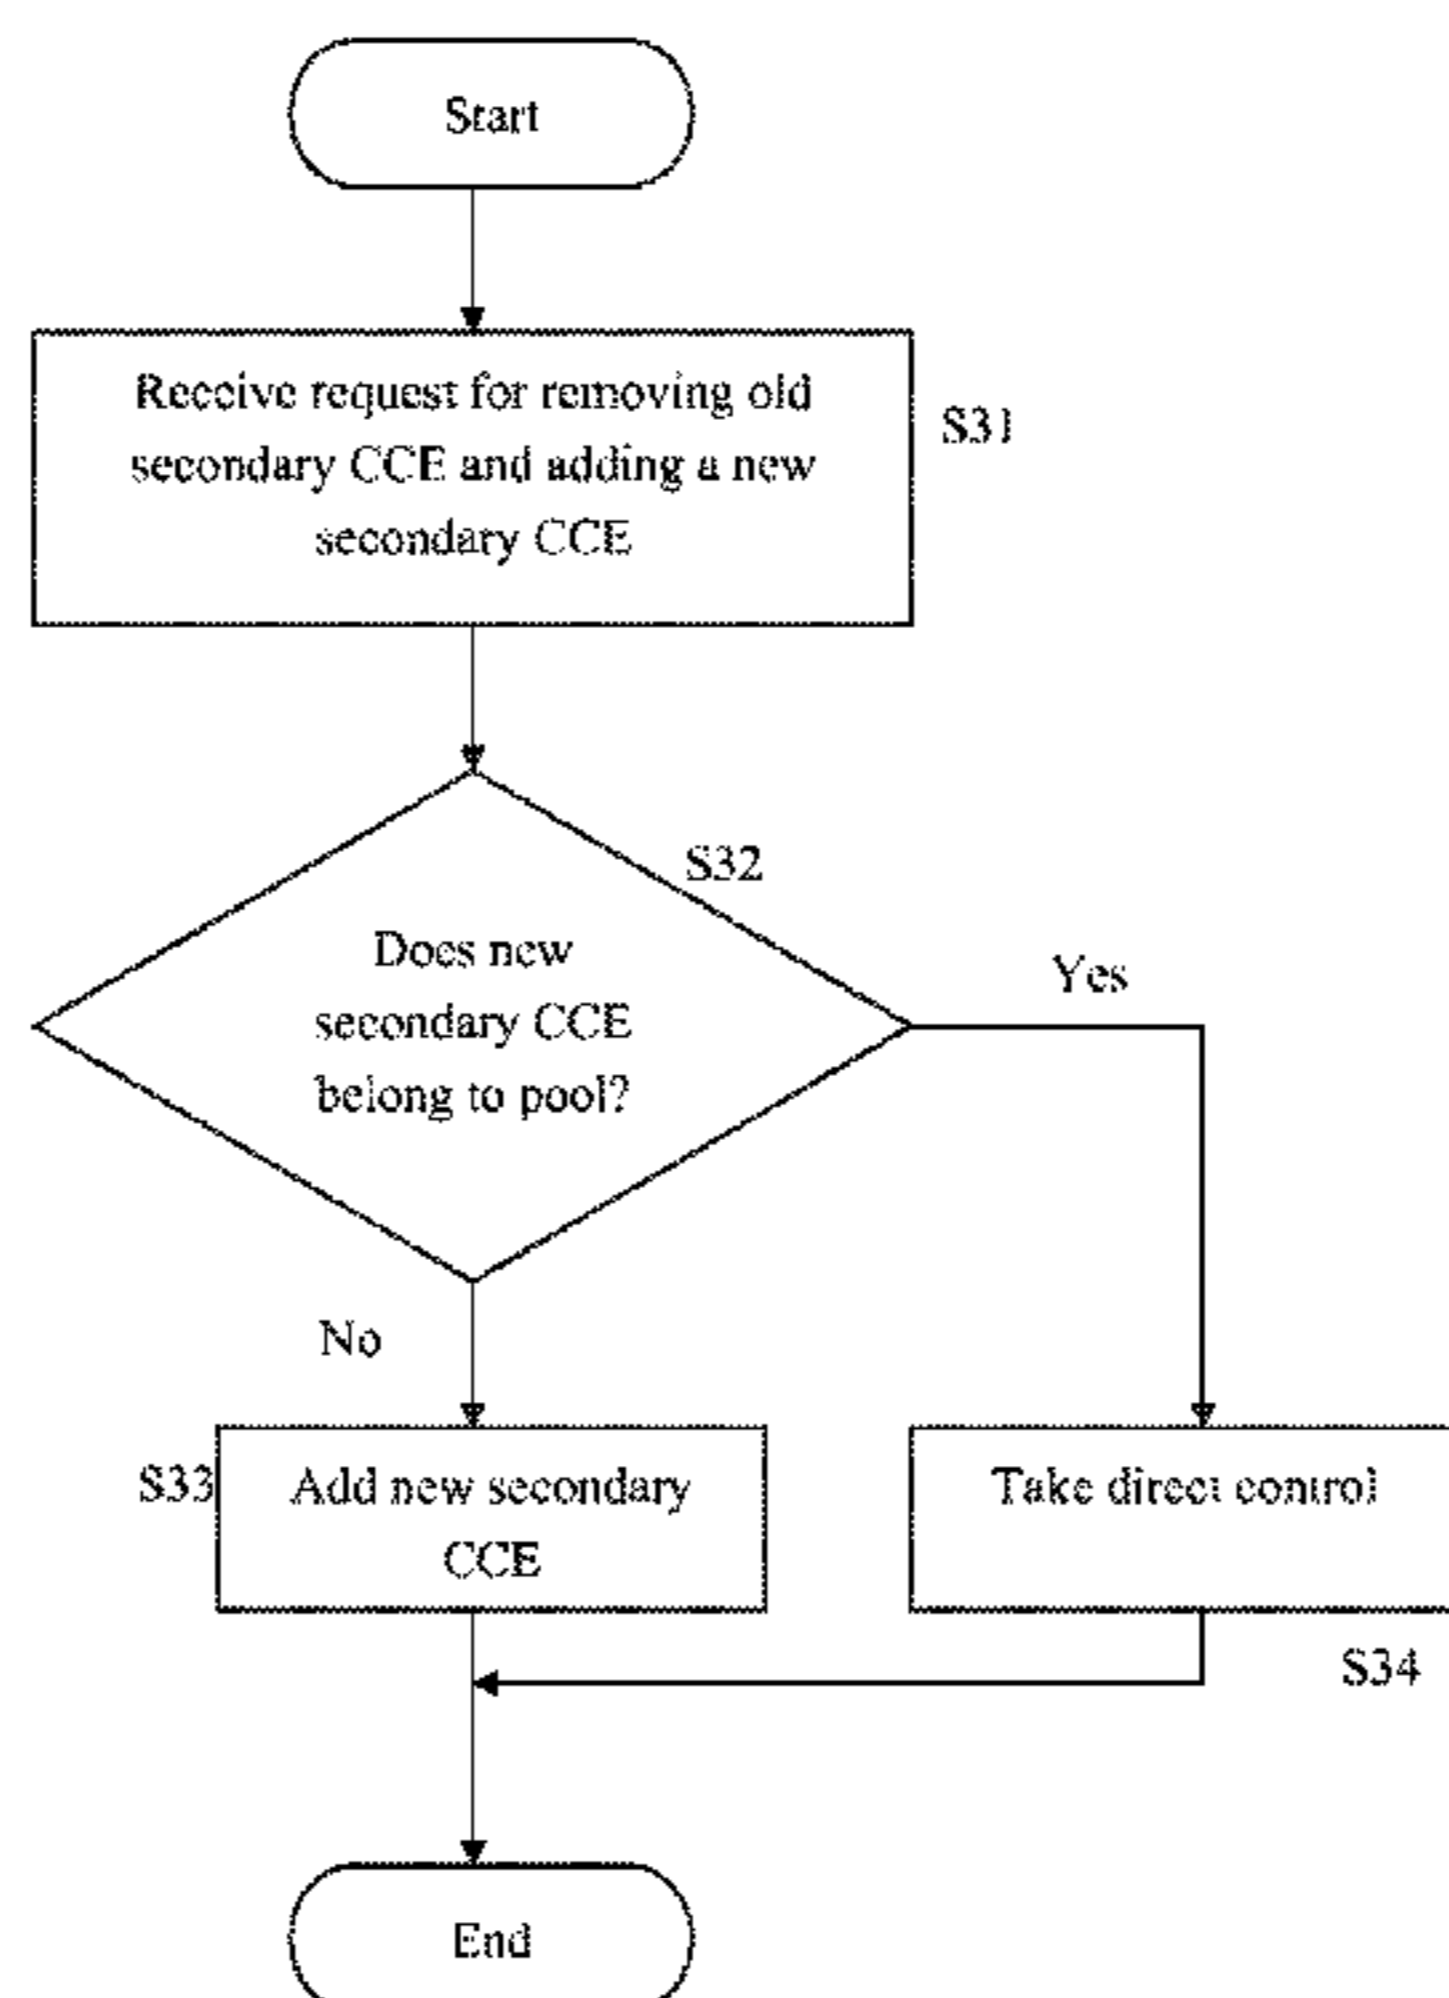 Start
Receive request for removing old
secondary CCE and adding a new
secondary CCE
S31
S32
Does new
secondary CCE
belong to pool?
Yes
No
S33
Add new secondary
CCE
Take direct control
S34
End